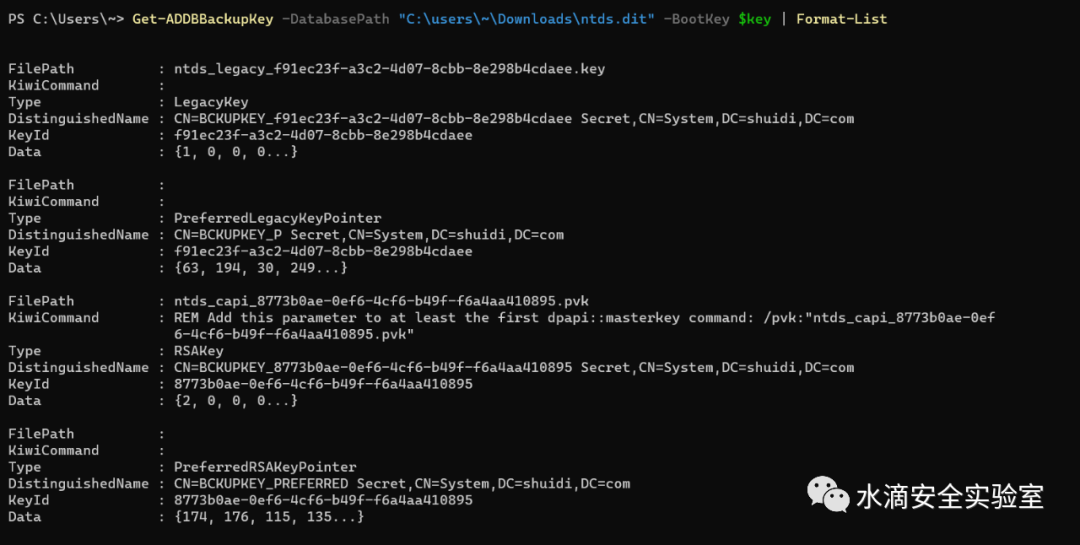 PS C:\Users\~> Get-ADDBBackupKey -DatabasePath "C:\users\~\Downloads\ntds.dit" -BootKey $key | Format-List
FilePath          : ntds_legacy_f91ec23f-a3c2-4d07-8cbb-8e298b4cdaee.key
KiwiCommand       :
Type              : LegacyKey
DistinguishedName : CN=BCKUPKEY_f91ec23f-a3c2-4d07-8cbb-8e298b4cdaee Secret,CN=System,DC=shuidi,DC=com
KeyId             : f91ec23f-a3c2-4d07-8cbb-8e298b4cdaee
Data              : {1, 0, 0, 0...}
FilePath          :
KiwiCommand       :
Type              : PreferredLegacyKeyPointer
DistinguishedName : CN=BCKUPKEY_P Secret,CN=System,DC=shuidi,DC=com
KeyId             : f91ec23f-a3c2-4d07-8cbb-8e298b4cdaee
Data              : {63, 194, 30, 249...}
FilePath          : ntds_capi_8773b0ae-0ef6-4cf6-b49f-f6a4aa410895.pvk
KiwiCommand       : REM Add this parameter to at least the first dpapi::masterkey command: /pvk:"ntds_capi_8773b0ae-0ef
                    6-4cf6-b49f-f6a4aa410895.pvk"
Type              : RSAKey
DistinguishedName : CN=BCKUPKEY_8773b0ae-0ef6-4cf6-b49f-f6a4aa410895 Secret,CN=System,DC=shuidi,DC=com
KeyId             : 8773b0ae-0ef6-4cf6-b49f-f6a4aa410895
Data              : {2, 0, 0, 0...}
FilePath          :
KiwiCommand       :
Type              : PreferredRSAKeyPointer
DistinguishedName : CN=BCKUPKEY_PREFERRED Secret,CN=System,DC=shuidi,DC=com
KeyId             : 8773b0ae-0ef6-4cf6-b49f-f6a4aa410895
Data              : {174, 176, 115, 135...}
水滴安全实验室